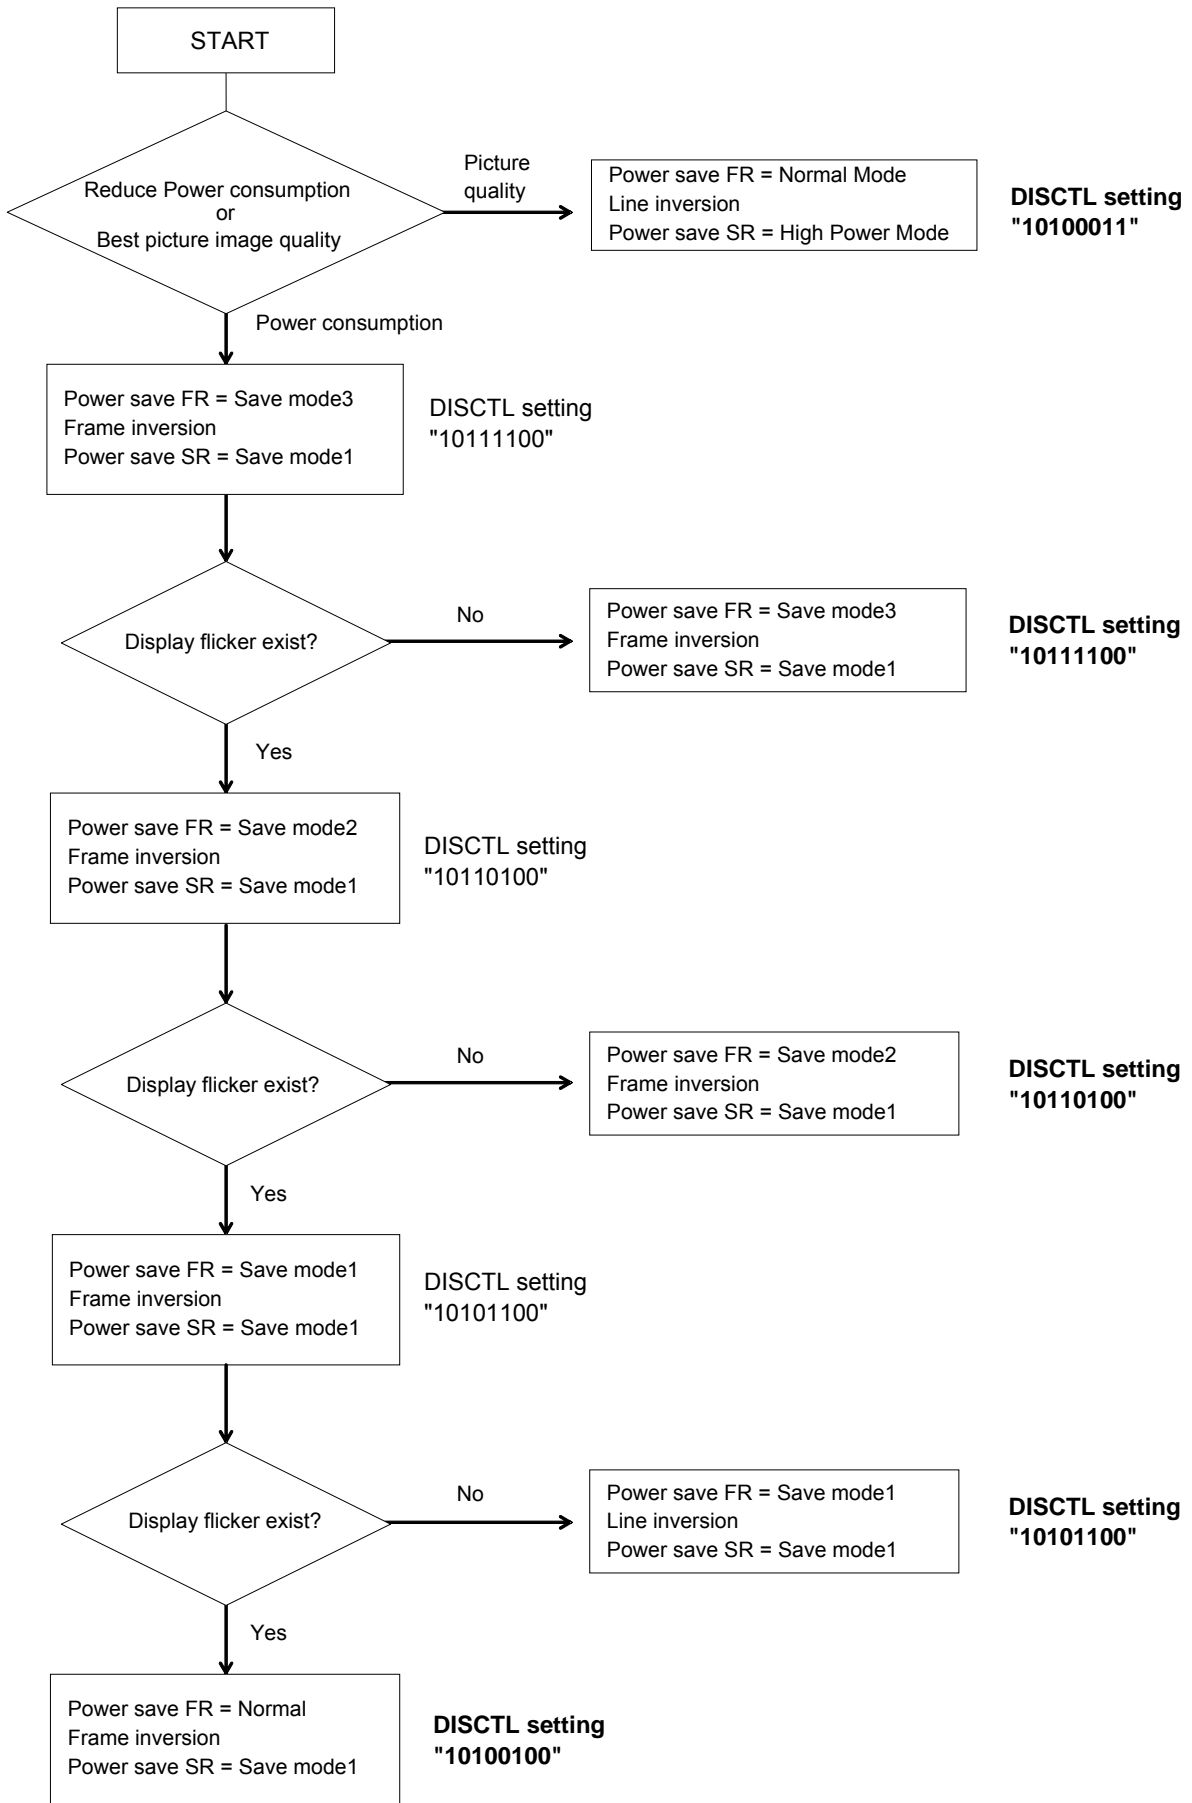 START
Reduce Power consumption
or
Best picture image quality
Picture
quality
Power save FR = Normal Mode
Line inversion
Power save SR = High Power Mode
DISCTL setting
"10100011"
Power consumption
Power save FR = Save mode3
Frame inversion
Power save SR = Save mode1
DISCTL setting
"10111100"
Display flicker exist?
No
Power save FR = Save mode3
Frame inversion
Power save SR = Save mode1
DISCTL setting
"10111100"
Yes
Power save FR = Save mode2
Frame inversion
Power save SR = Save mode1
DISCTL setting
"10110100"
Display flicker exist?
No
Power save FR = Save mode2
Frame inversion
Power save SR = Save mode1
DISCTL setting
"10110100"
Yes
Power save FR = Save mode1
Frame inversion
Power save SR = Save mode1
DISCTL setting
"10101100"
Display flicker exist?
No
Power save FR = Save mode1
Line inversion
Power save SR = Save mode1
DISCTL setting
"10101100"
Yes
Power save FR = Normal
Frame inversion
Power save SR = Save mode1
DISCTL setting
"10100100"